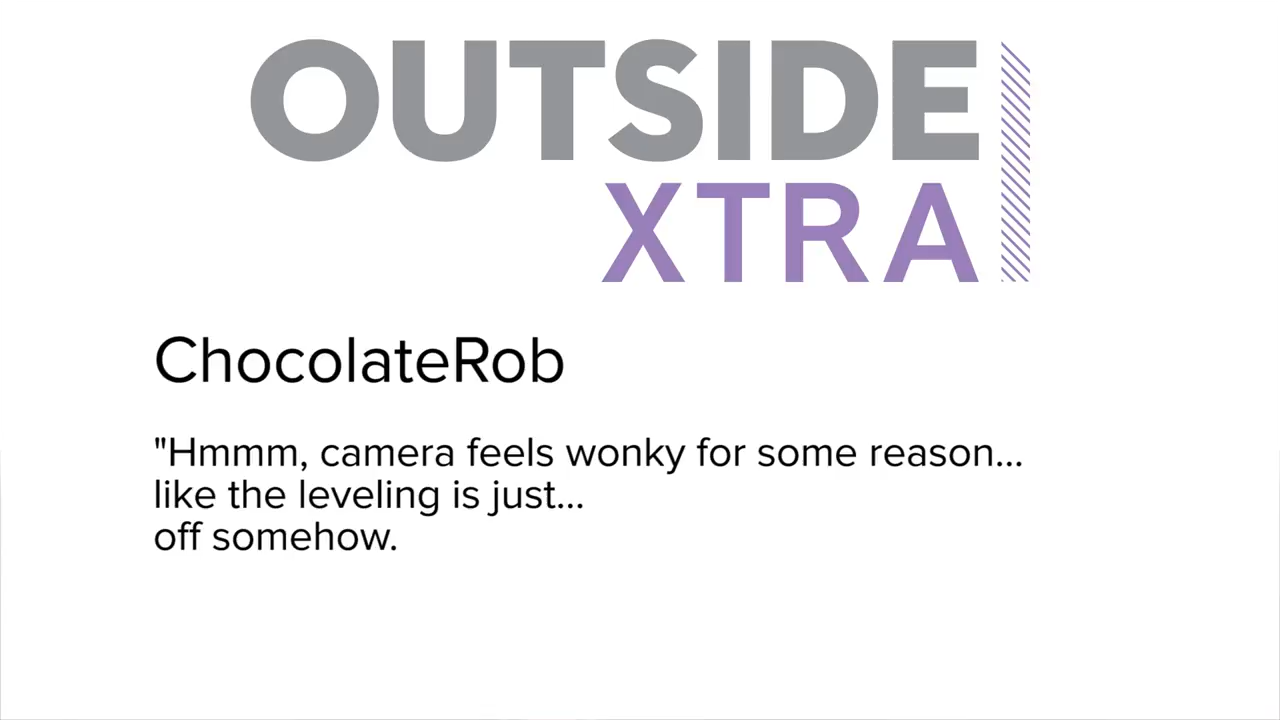 OUTSIDE
XTRA
ChocolateRob
"Hmmm, camera feels wonky for some reason...
like the leveling is just...
off somehow.